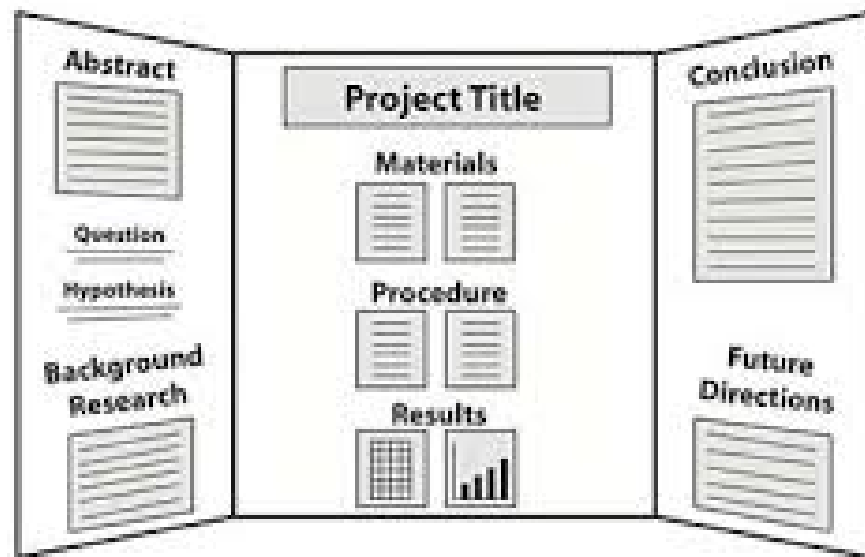 Abstract
Question
Hypothesis
Background
Research
Project Title
Materials
Procedure
Results
Conclusion
Future
Directions